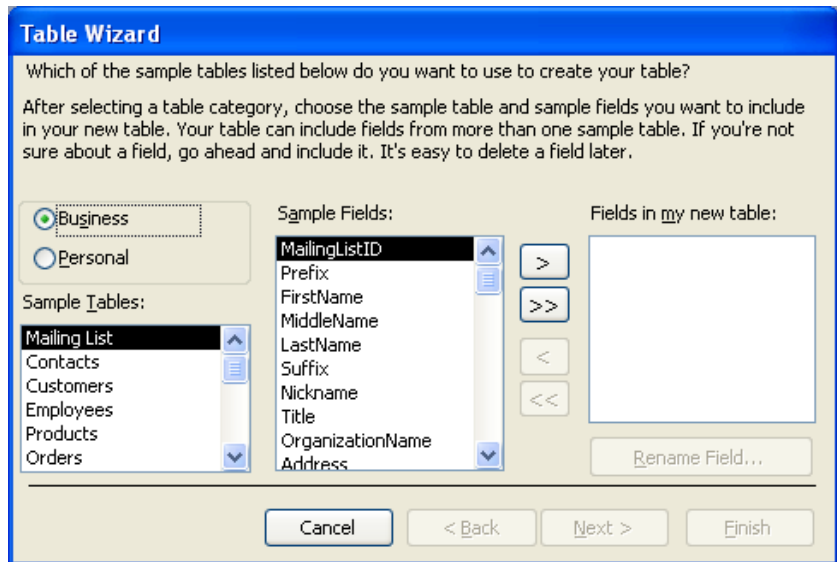 Table Wizard
Which of the sample tables listed below do you want to use to create your table?
After selecting a table category, choose the sample table and sample fields you want to include
in your new table. Your table can include fields from more than one sample table. If you're not
sure about a field, go ahead and include it. It's easy to delete a field later.
Business
Personal
Sample Tables:
Mailing List
Contacts
Customers
Employees
Products
Orders
Sample Fields:
MailingListID
Prefix
FirstName
MiddleName
LastName
Suffix
Nickname
Title
OrganizationName
Address
>
>>
<
<<
Fields in my new table:
Rename Field...
Cancel
< Back
Next >
Finish